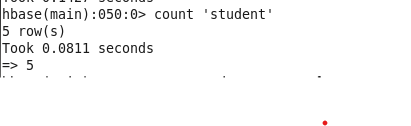 hbase(main):050:0> count 'student'
5 row(s)
Took 0.0811 seconds
=> 5